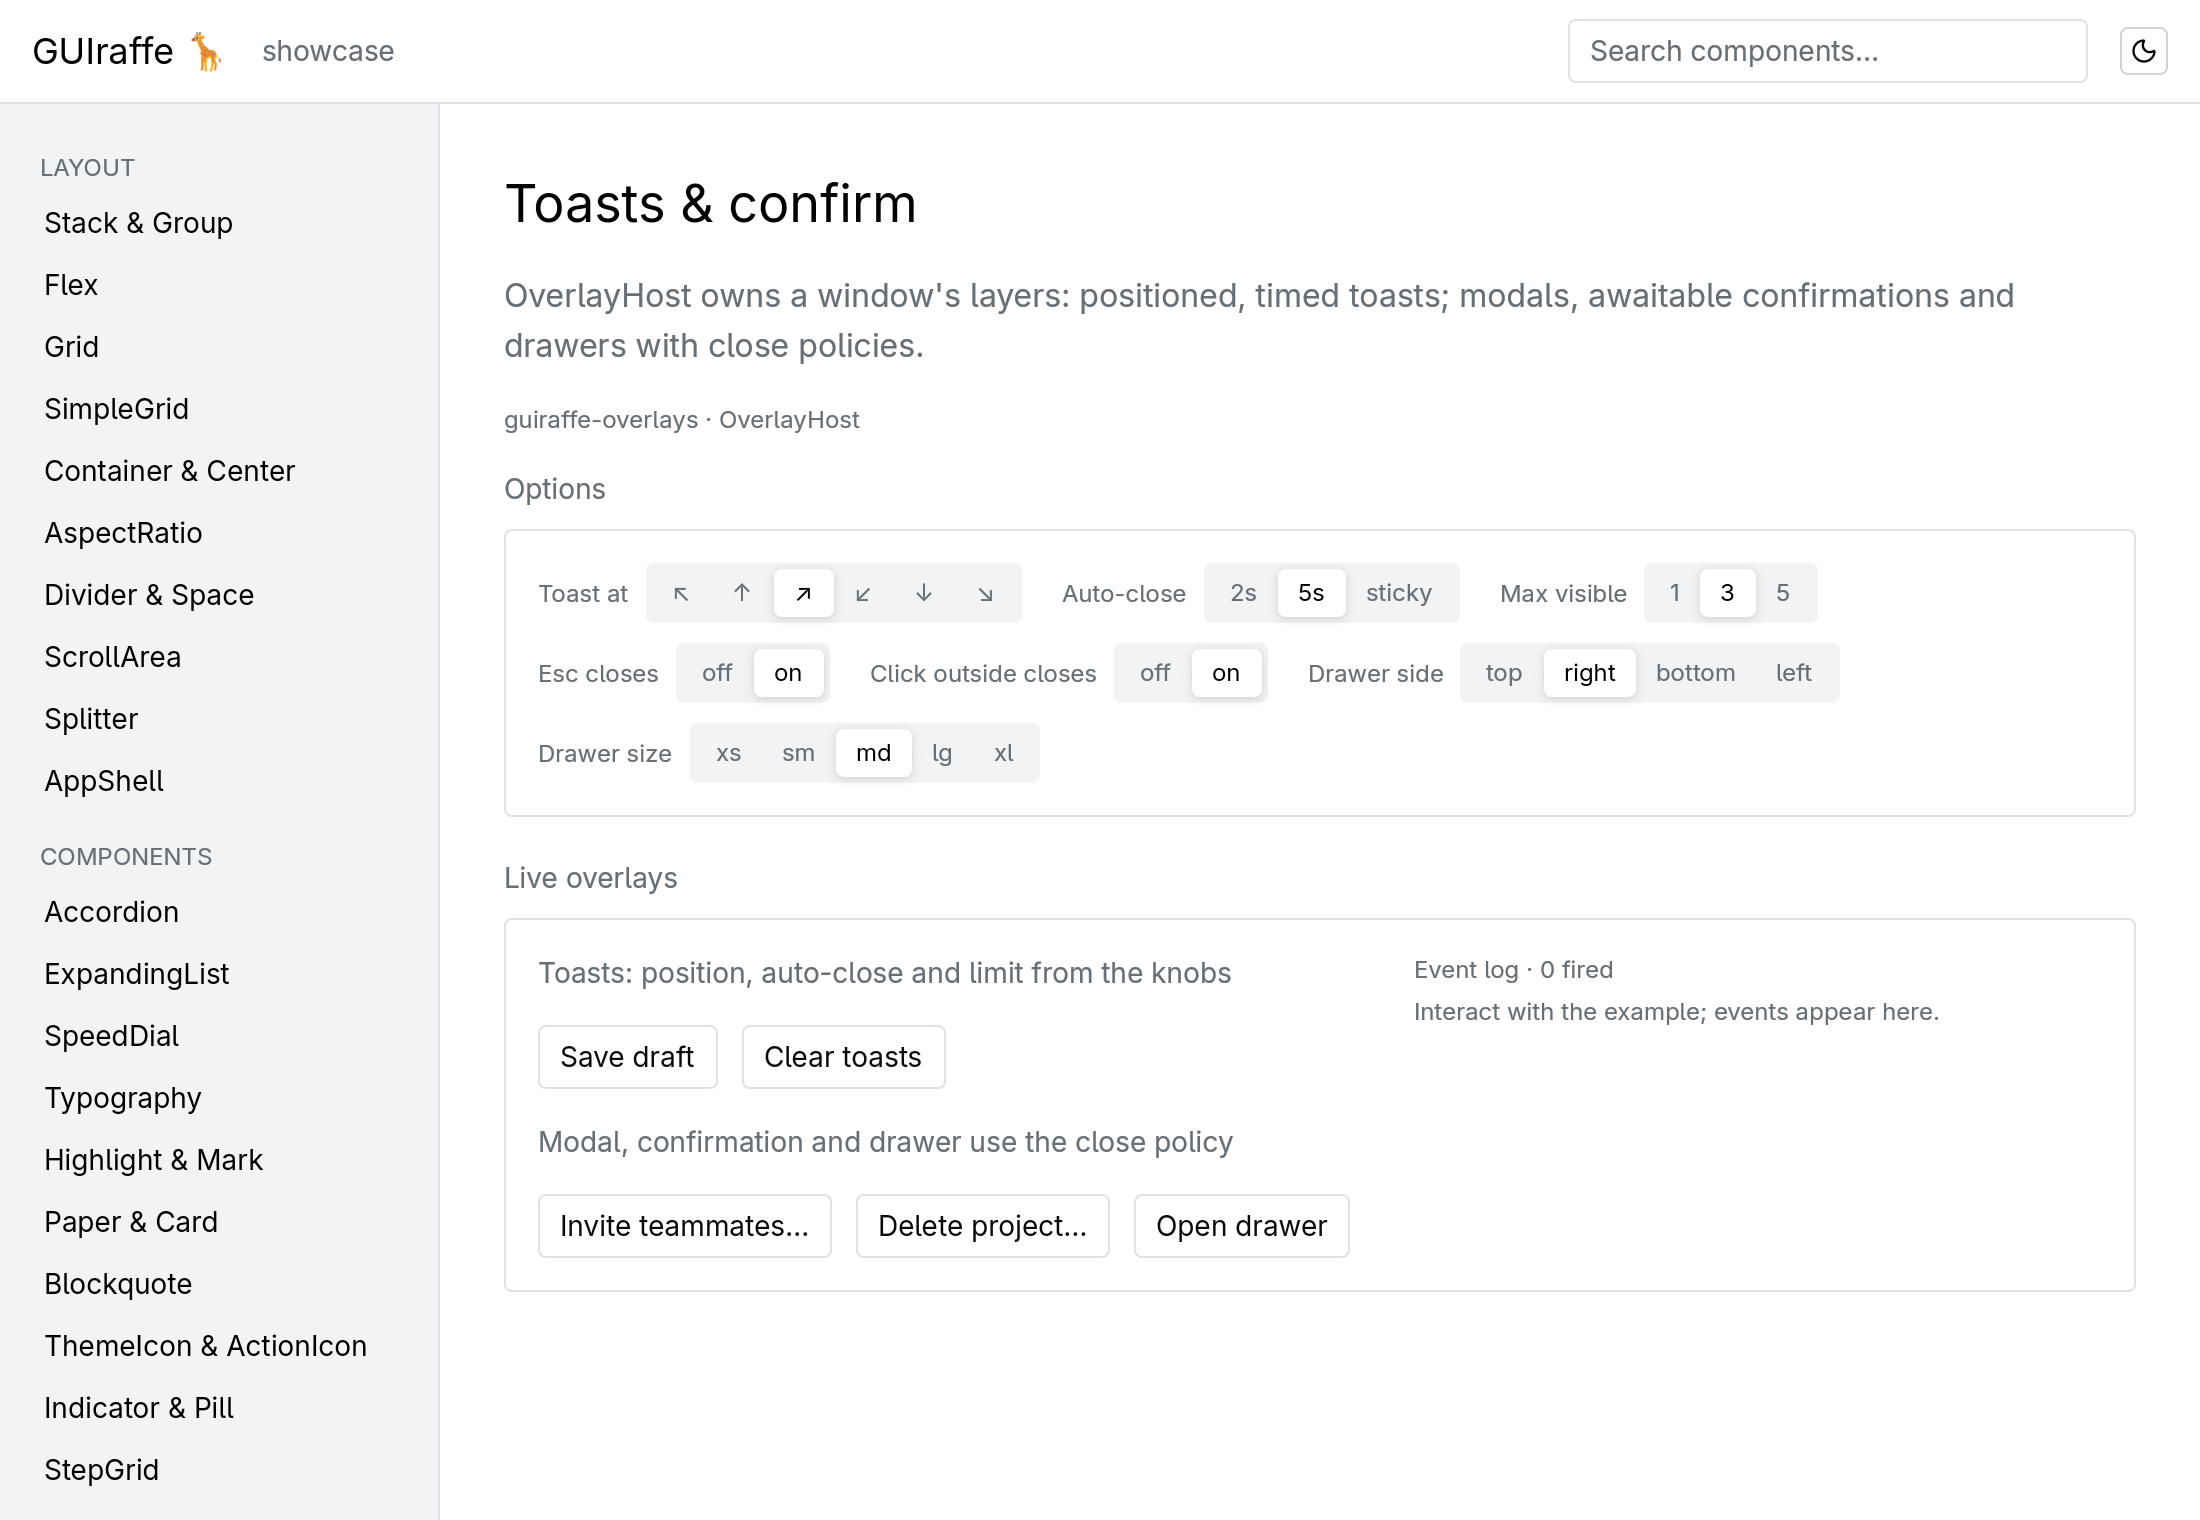 GUIraffe 🦒 showcase Search components...
LAYOUT
Stack & Group
Flex
Grid
SimpleGrid
Container & Center
AspectRatio
Divider & Space
ScrollArea
Splitter
AppShell
COMPONENTS
Accordion
ExpandingList
SpeedDial
Typography
Highlight & Mark
Paper & Card
Blockquote
ThemeIcon & ActionIcon
Indicator & Pill
StepGrid
Toasts & confirm
OverlayHost owns a window's layers: positioned, timed toasts; modals, awaitable confirmations and
drawers with close policies.
guiraffe-overlays · OverlayHost
Options
Toast at ↖ ↑ ↗ ↙ ↓ ↘ Auto-close 2s 5s sticky Max visible 1 3 5
Esc closes off on Click outside closes off on Drawer side top right bottom left
Drawer size xs sm md lg xl
Live overlays
Toasts: position, auto-close and limit from the knobs
Save draft Clear toasts
Modal, confirmation and drawer use the close policy
Invite teammates... Delete project... Open drawer
Event log · 0 fired
Interact with the example; events appear here.